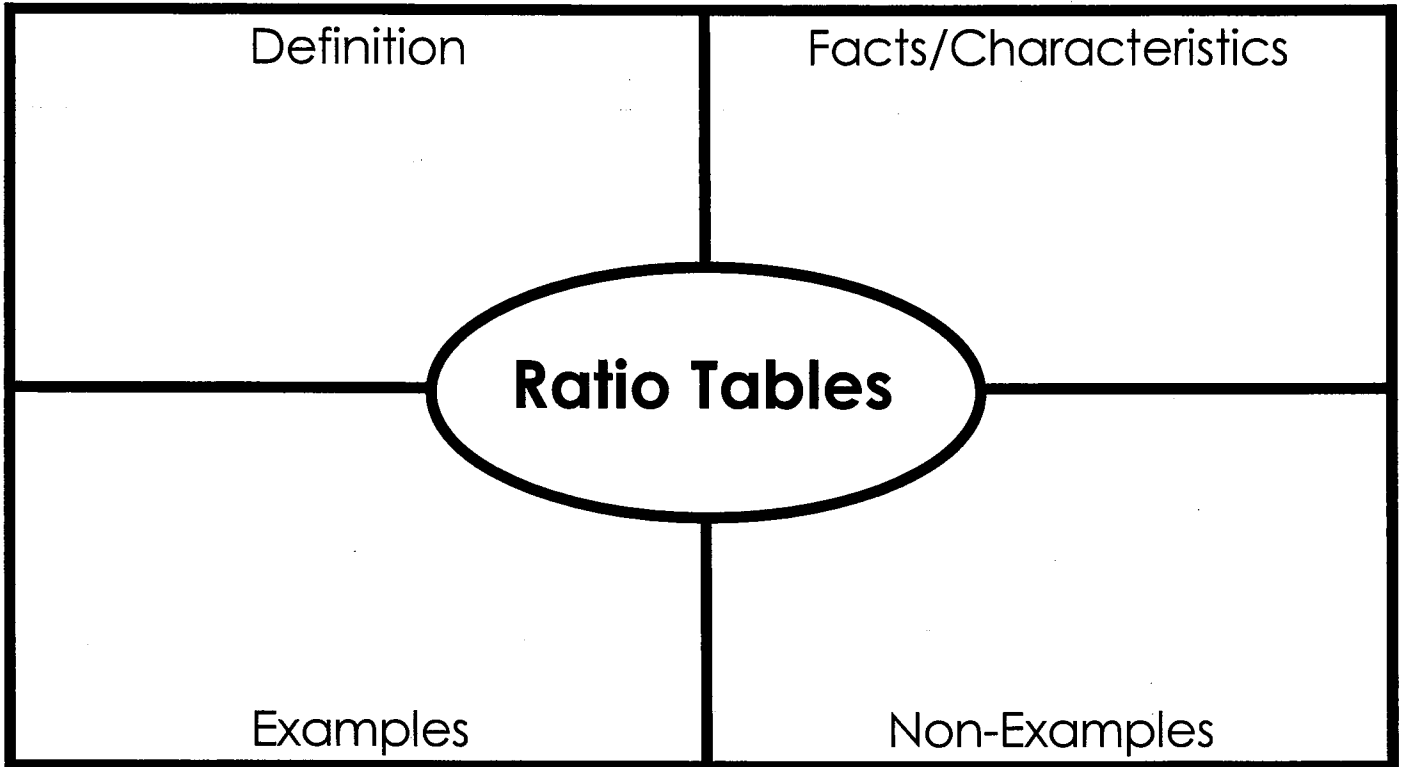 Definition
Facts/Characteristics
Ratio Tables
Examples
Non-Examples